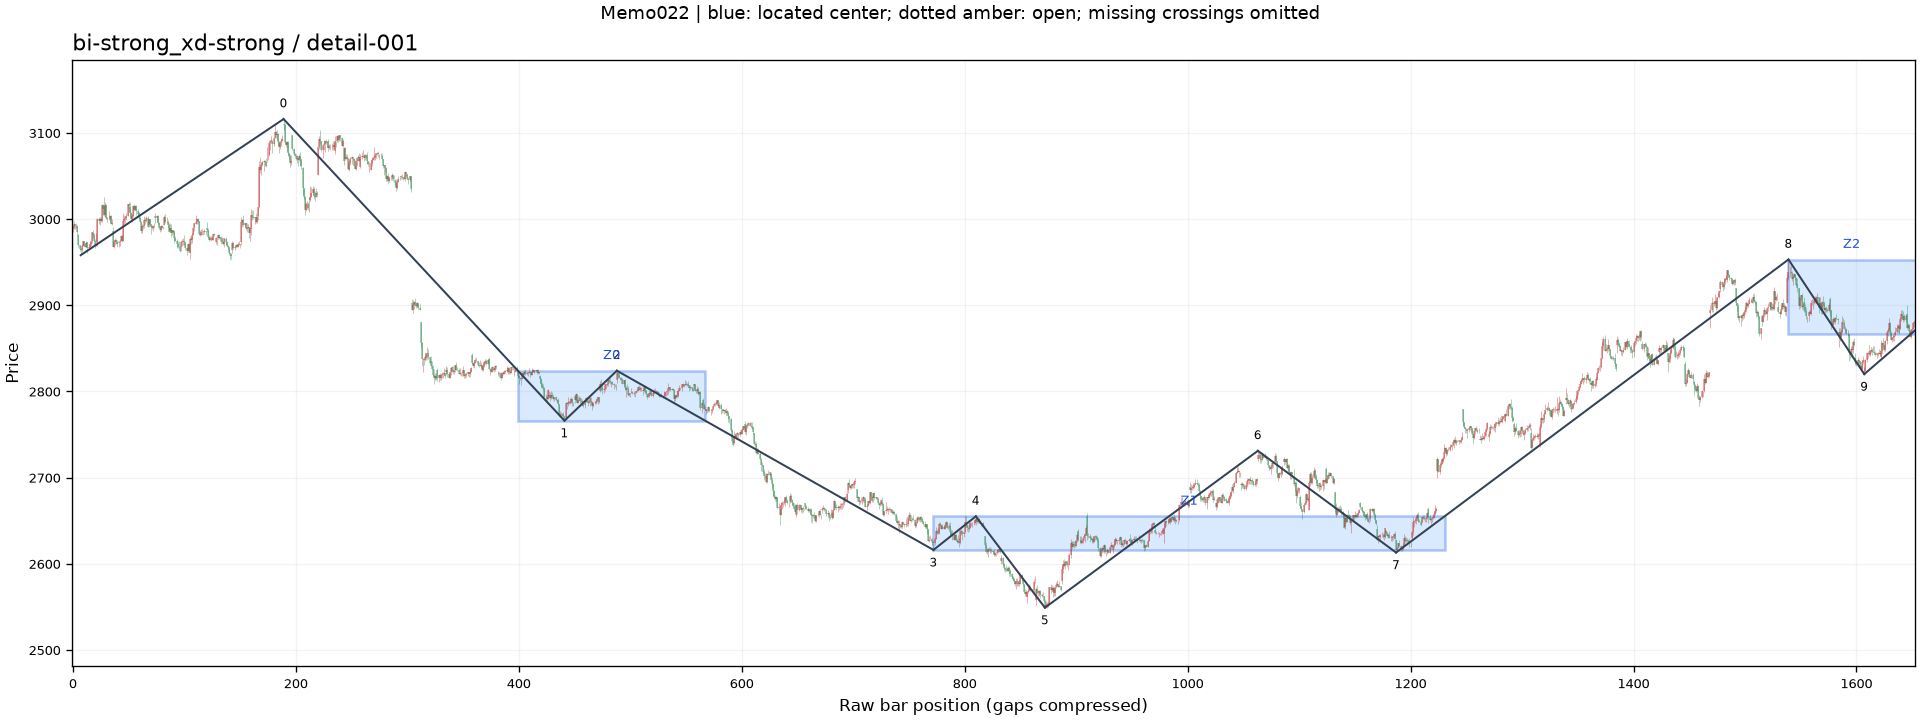 Memo022 | blue: located center; dotted amber: open; missing crossings omitted
bi-strong_xd-strong / detail-001
Price
3100
3000
2900
2800
2700
2600
2500
0
Z0
2
1
3
4
5
Z1
6
7
8
Z2
9
0 200 400 600 800 1000 1200 1400 1600
Raw bar position (gaps compressed)